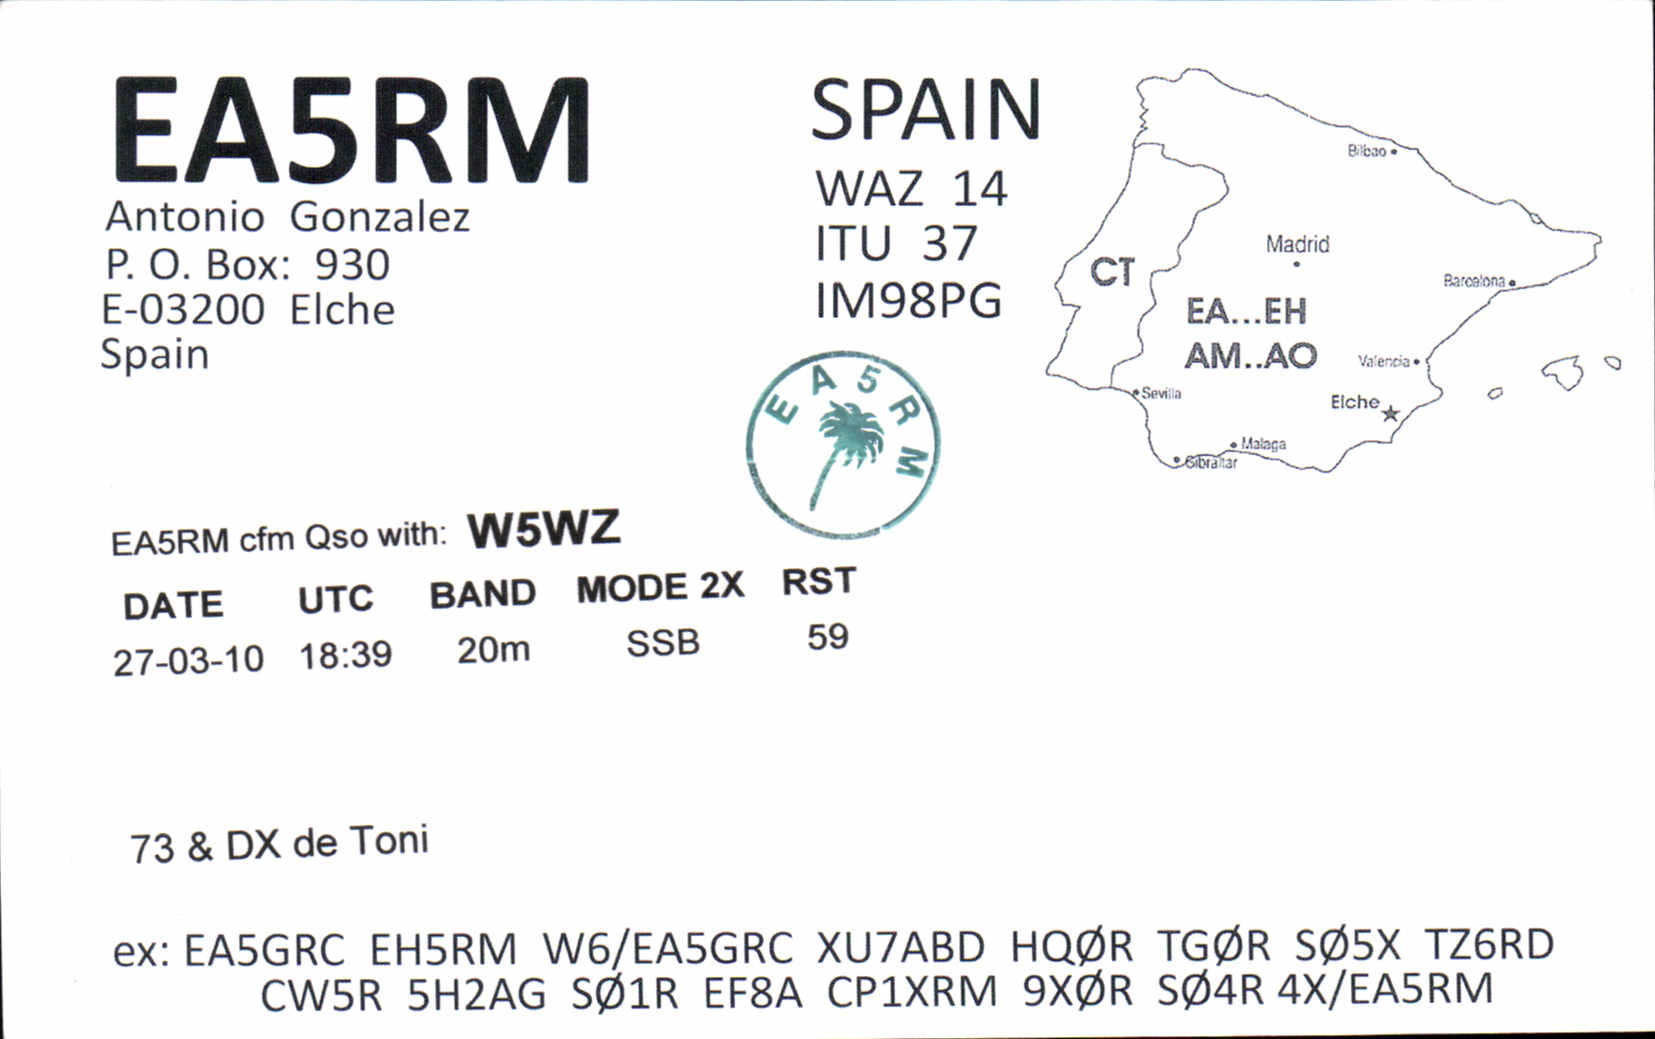 EA5RM
Antonio Gonzalez
P. O. Box: 930
E-03200 Elche
Spain
SPAIN
WAZ 14
ITU 37
IM98PG
Bilbao
Madrid
Barcelona
CT
EA...EH
AM..AO
Valencia
Sevilla
Elche
Malaga
Gibraltar
EA5RM
EA5RM cfm Qso with: W5WZ
DATE UTC BAND MODE 2X RST
27-03-10 18:39 20m SSB 59
73 & DX de Toni
ex: EA5GRC EH5RM W6/EA5GRC XU7ABD HQØR TGØR SØ5X TZ6RD
CW5R 5H2AG SØ1R EF8A CP1XRM 9XØR SØ4R 4X/EA5RM